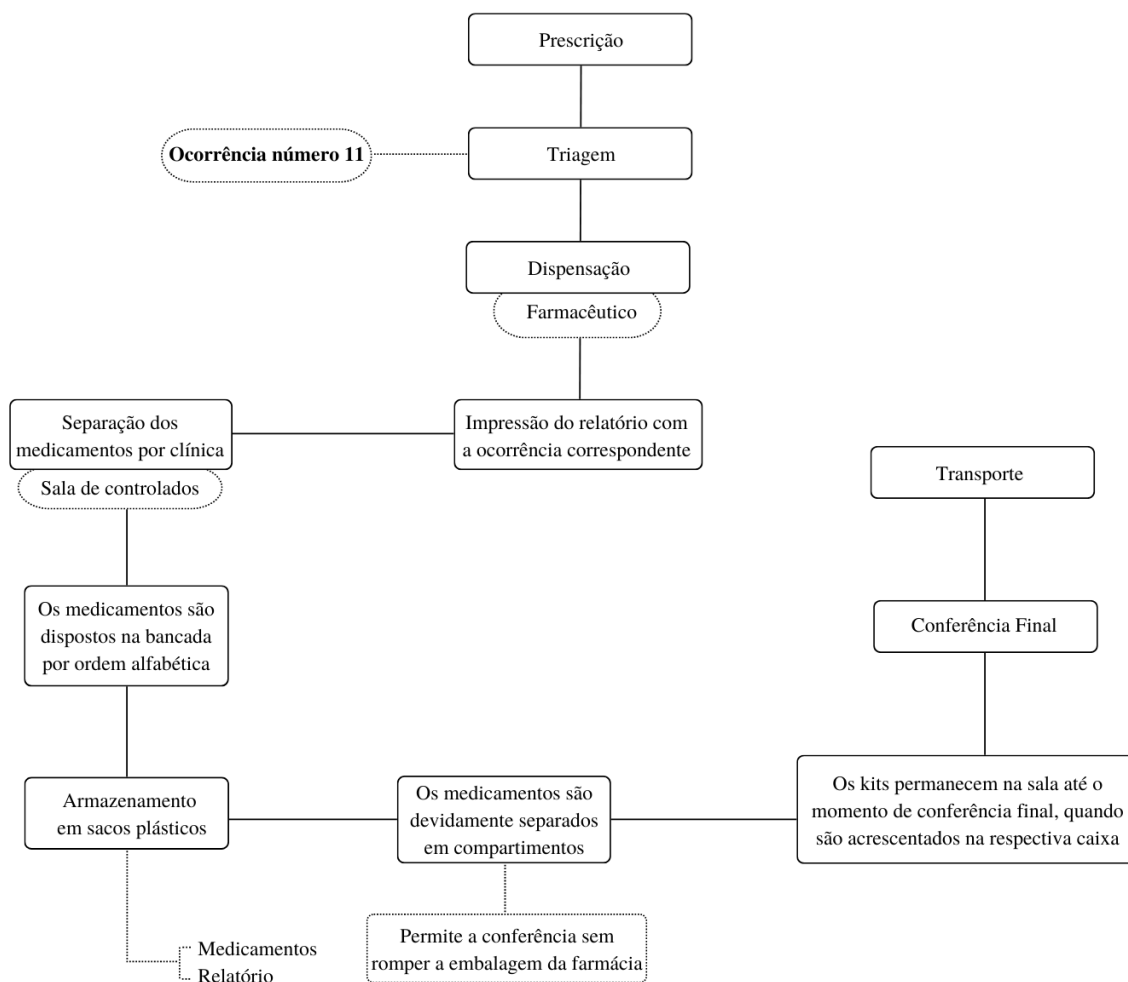 Prescrição
Ocorrência número 11
Triagem
Dispensação
Farmacêutico
Impressão do relatório com
a ocorrência correspondente
Separação dos
medicamentos por clínica
Sala de controlados
Os medicamentos são
dispostos na bancada
por ordem alfabética
Armazenamento
em sacos plásticos
Medicamentos
Relatório
Os medicamentos são
devidamente separados
em compartimentos
Permite a conferência sem
romper a embalagem da farmácia
Os kits permanecem na sala até o
momento de conferência final, quando
são acrescentados na respectiva caixa
Conferência Final
Transporte